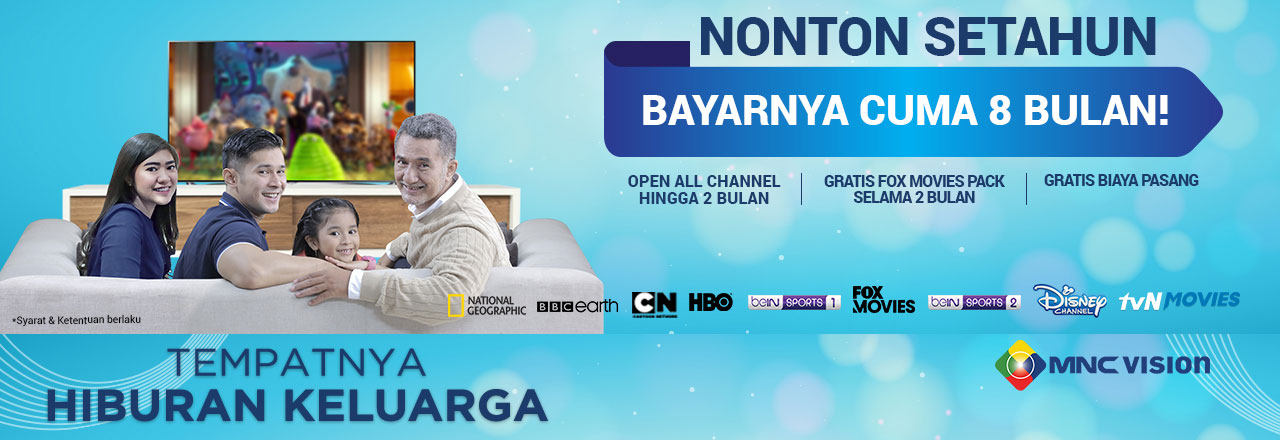 NONTON SETAHUN
BAYARNYA CUMA 8 BULAN!
OPEN ALL CHANNEL
HINGGA 2 BULAN
GRATIS FOX MOVIES PACK
SELAMA 2 BULAN
GRATIS BIAYA PASANG
NATIONAL
GEOGRAPHIC
BBC earth
CN
CARTOON NETWORK
HBO
beIN SPORTS 1
FOX
MOVIES
beIN SPORTS 2
Disney
CHANNEL
tvN MOVIES
*Syarat & Ketentuan berlaku
TEMPATNYA
HIBURAN KELUARGA
MNC VISION